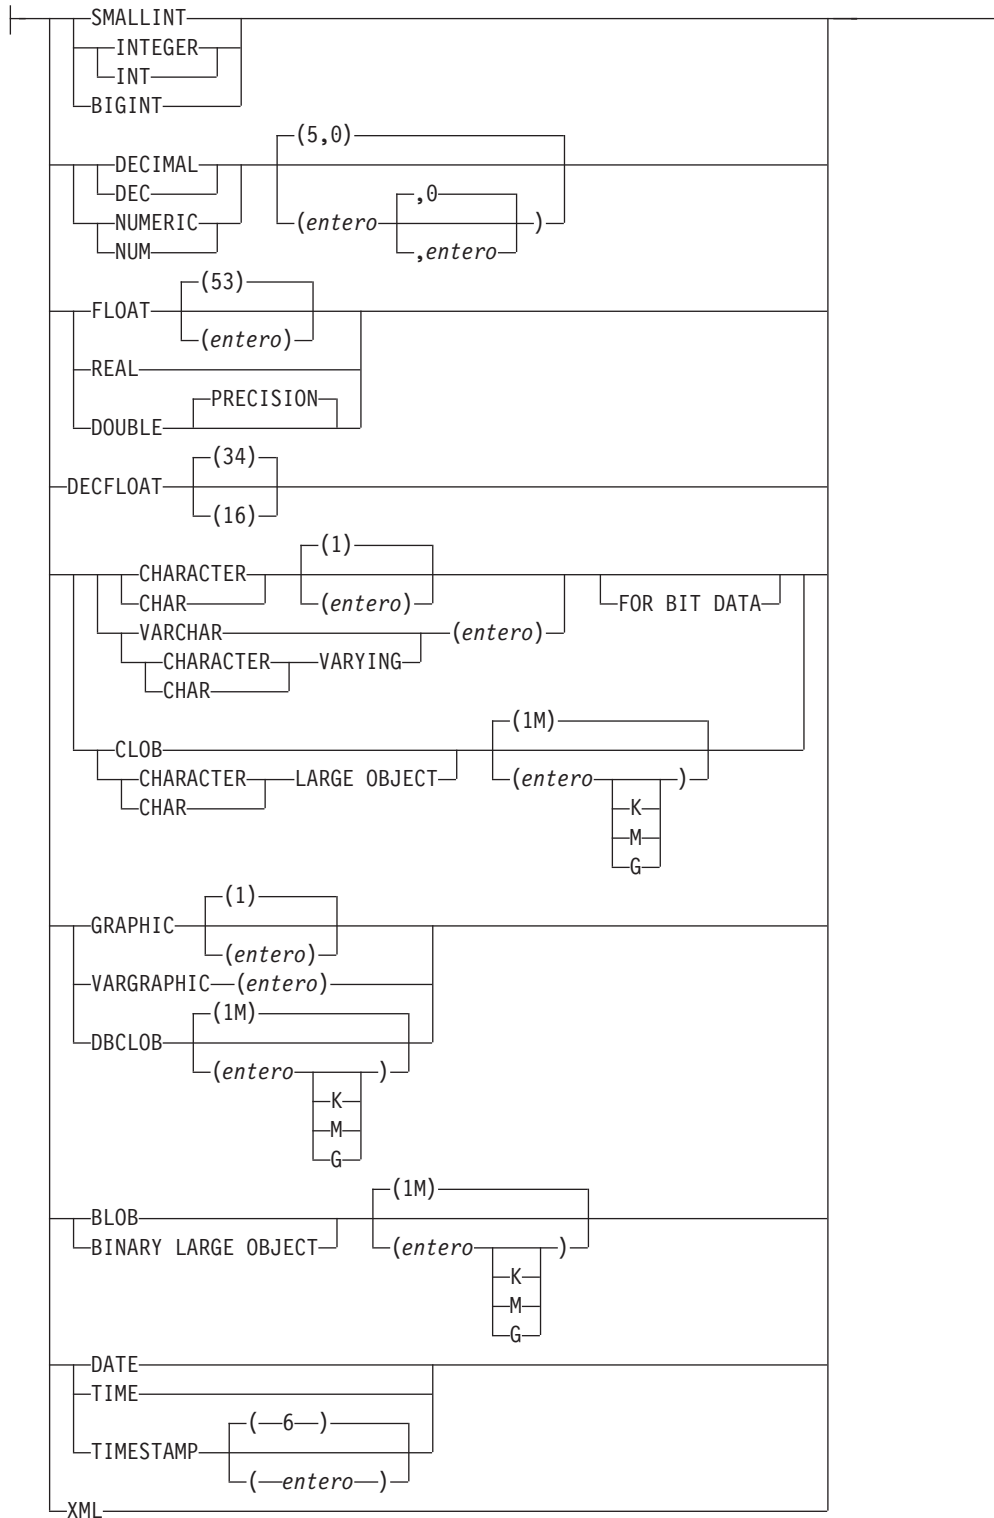 SMALLINT
INTEGER
INT
BIGINT
(5,0)
DECIMAL
DEC
,0
NUMERIC
(entero )
NUM
,entero
(53)
FLOAT
(entero)
REAL
PRECISION
DOUBLE
(34)
DECFLOAT
(16)
(1)
CHARACTER
CHAR
(entero)
FOR BIT DATA
VARCHAR
(entero)
CHARACTER
VARYING
CHAR
(1M)
CLOB
CHARACTER
LARGE OBJECT
(entero )
CHAR
K
M
G
(1)
GRAPHIC
(entero)
VARGRAPHIC (entero)
(1M)
DBCLOB
(entero )
K
M
G
(1M)
BLOB
BINARY LARGE OBJECT
(entero )
K
M
G
DATE
TIME
( 6 )
TIMESTAMP
( entero )
XML